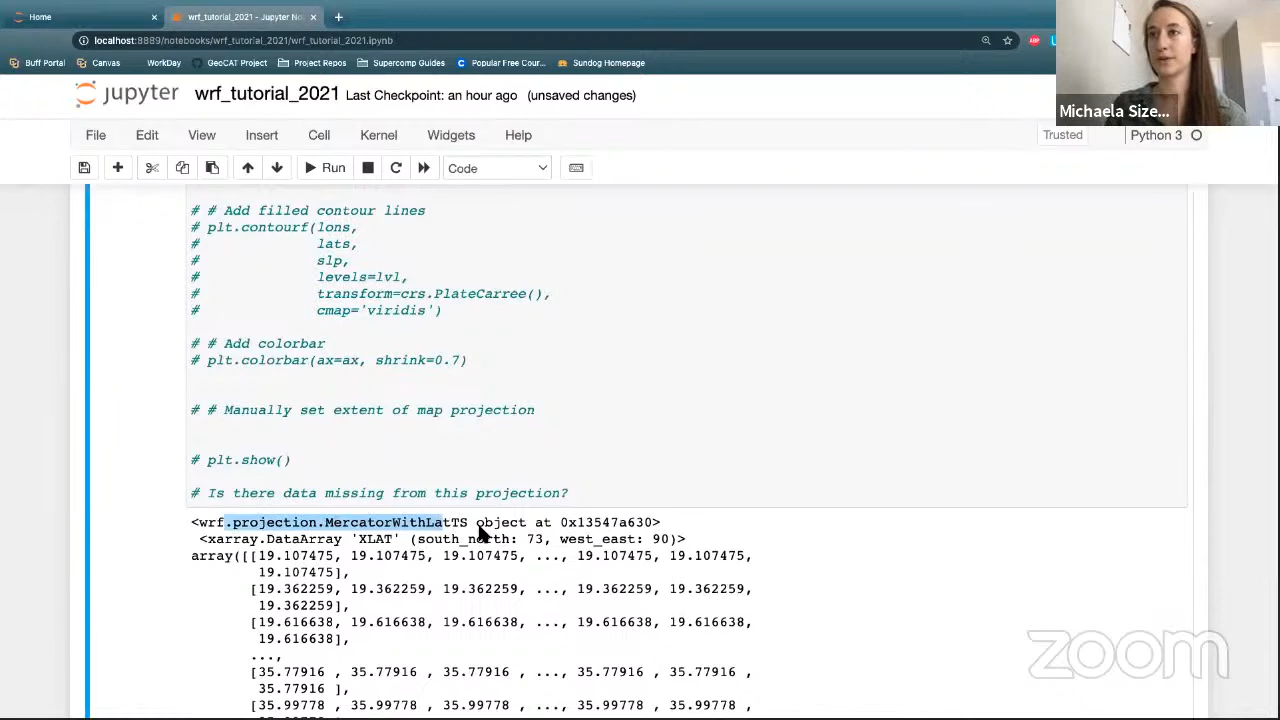 Home
wrf_tutorial_2021 - Jupyter No
localhost:8889/notebooks/wrf_tutorial_2021/wrf_tutorial_2021.ipynb
ABP
Buff Portal
Canvas
WorkDay
GeoCAT Project
Project Repos
Supercomp Guides
Popular Free Cour...
Sundog Homepage
Michaela Size...
jupyter
wrf_tutorial_2021 Last Checkpoint: an hour ago (unsaved changes)
File Edit View Insert Cell Kernel Widgets Help
Trusted
Python 3
Run
Code
# # Add filled contour lines
# plt.contourf(lons,
# lats,
# slp,
# levels=lvl,
# transform=crs.PlateCarree(),
# cmap='viridis')
# # Add colorbar
# plt.colorbar(ax=ax, shrink=0.7)
# # Manually set extent of map projection
# plt.show()
# Is there data missing from this projection?
<wrf.projection.MercatorWithLatTS object at 0x13547a630>
<xarray.DataArray 'XLAT' (south_north: 73, west_east: 90)>
array([[19.107475, 19.107475, 19.107475, ..., 19.107475, 19.107475,
19.107475],
[19.362259, 19.362259, 19.362259, ..., 19.362259, 19.362259,
19.362259],
[19.616638, 19.616638, 19.616638, ..., 19.616638, 19.616638,
19.616638],
...,
[35.77916 , 35.77916 , 35.77916 , ..., 35.77916 , 35.77916 ,
35.77916 ],
[35.99778 , 35.99778 , 35.99778 , ..., 35.99778 , 35.99778 ,
zoom